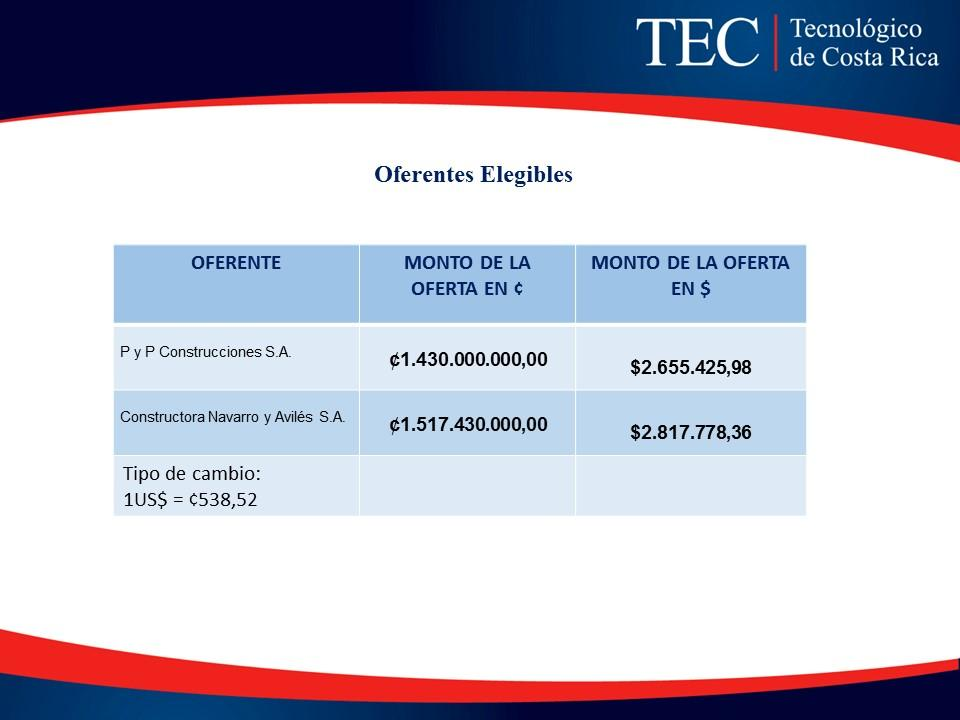 TEC
Tecnológico
de Costa Rica
Oferentes Elegibles
OFERENTE
MONTO DE LA
OFERTA EN ¢
MONTO DE LA OFERTA
EN $
P y P Construcciones S.A.
¢1.430.000.000,00
$2.655.425,98
Constructora Navarro y Avilés S.A.
¢1.517.430.000,00
$2.817.778,36
Tipo de cambio:
1US$ = ¢538,52